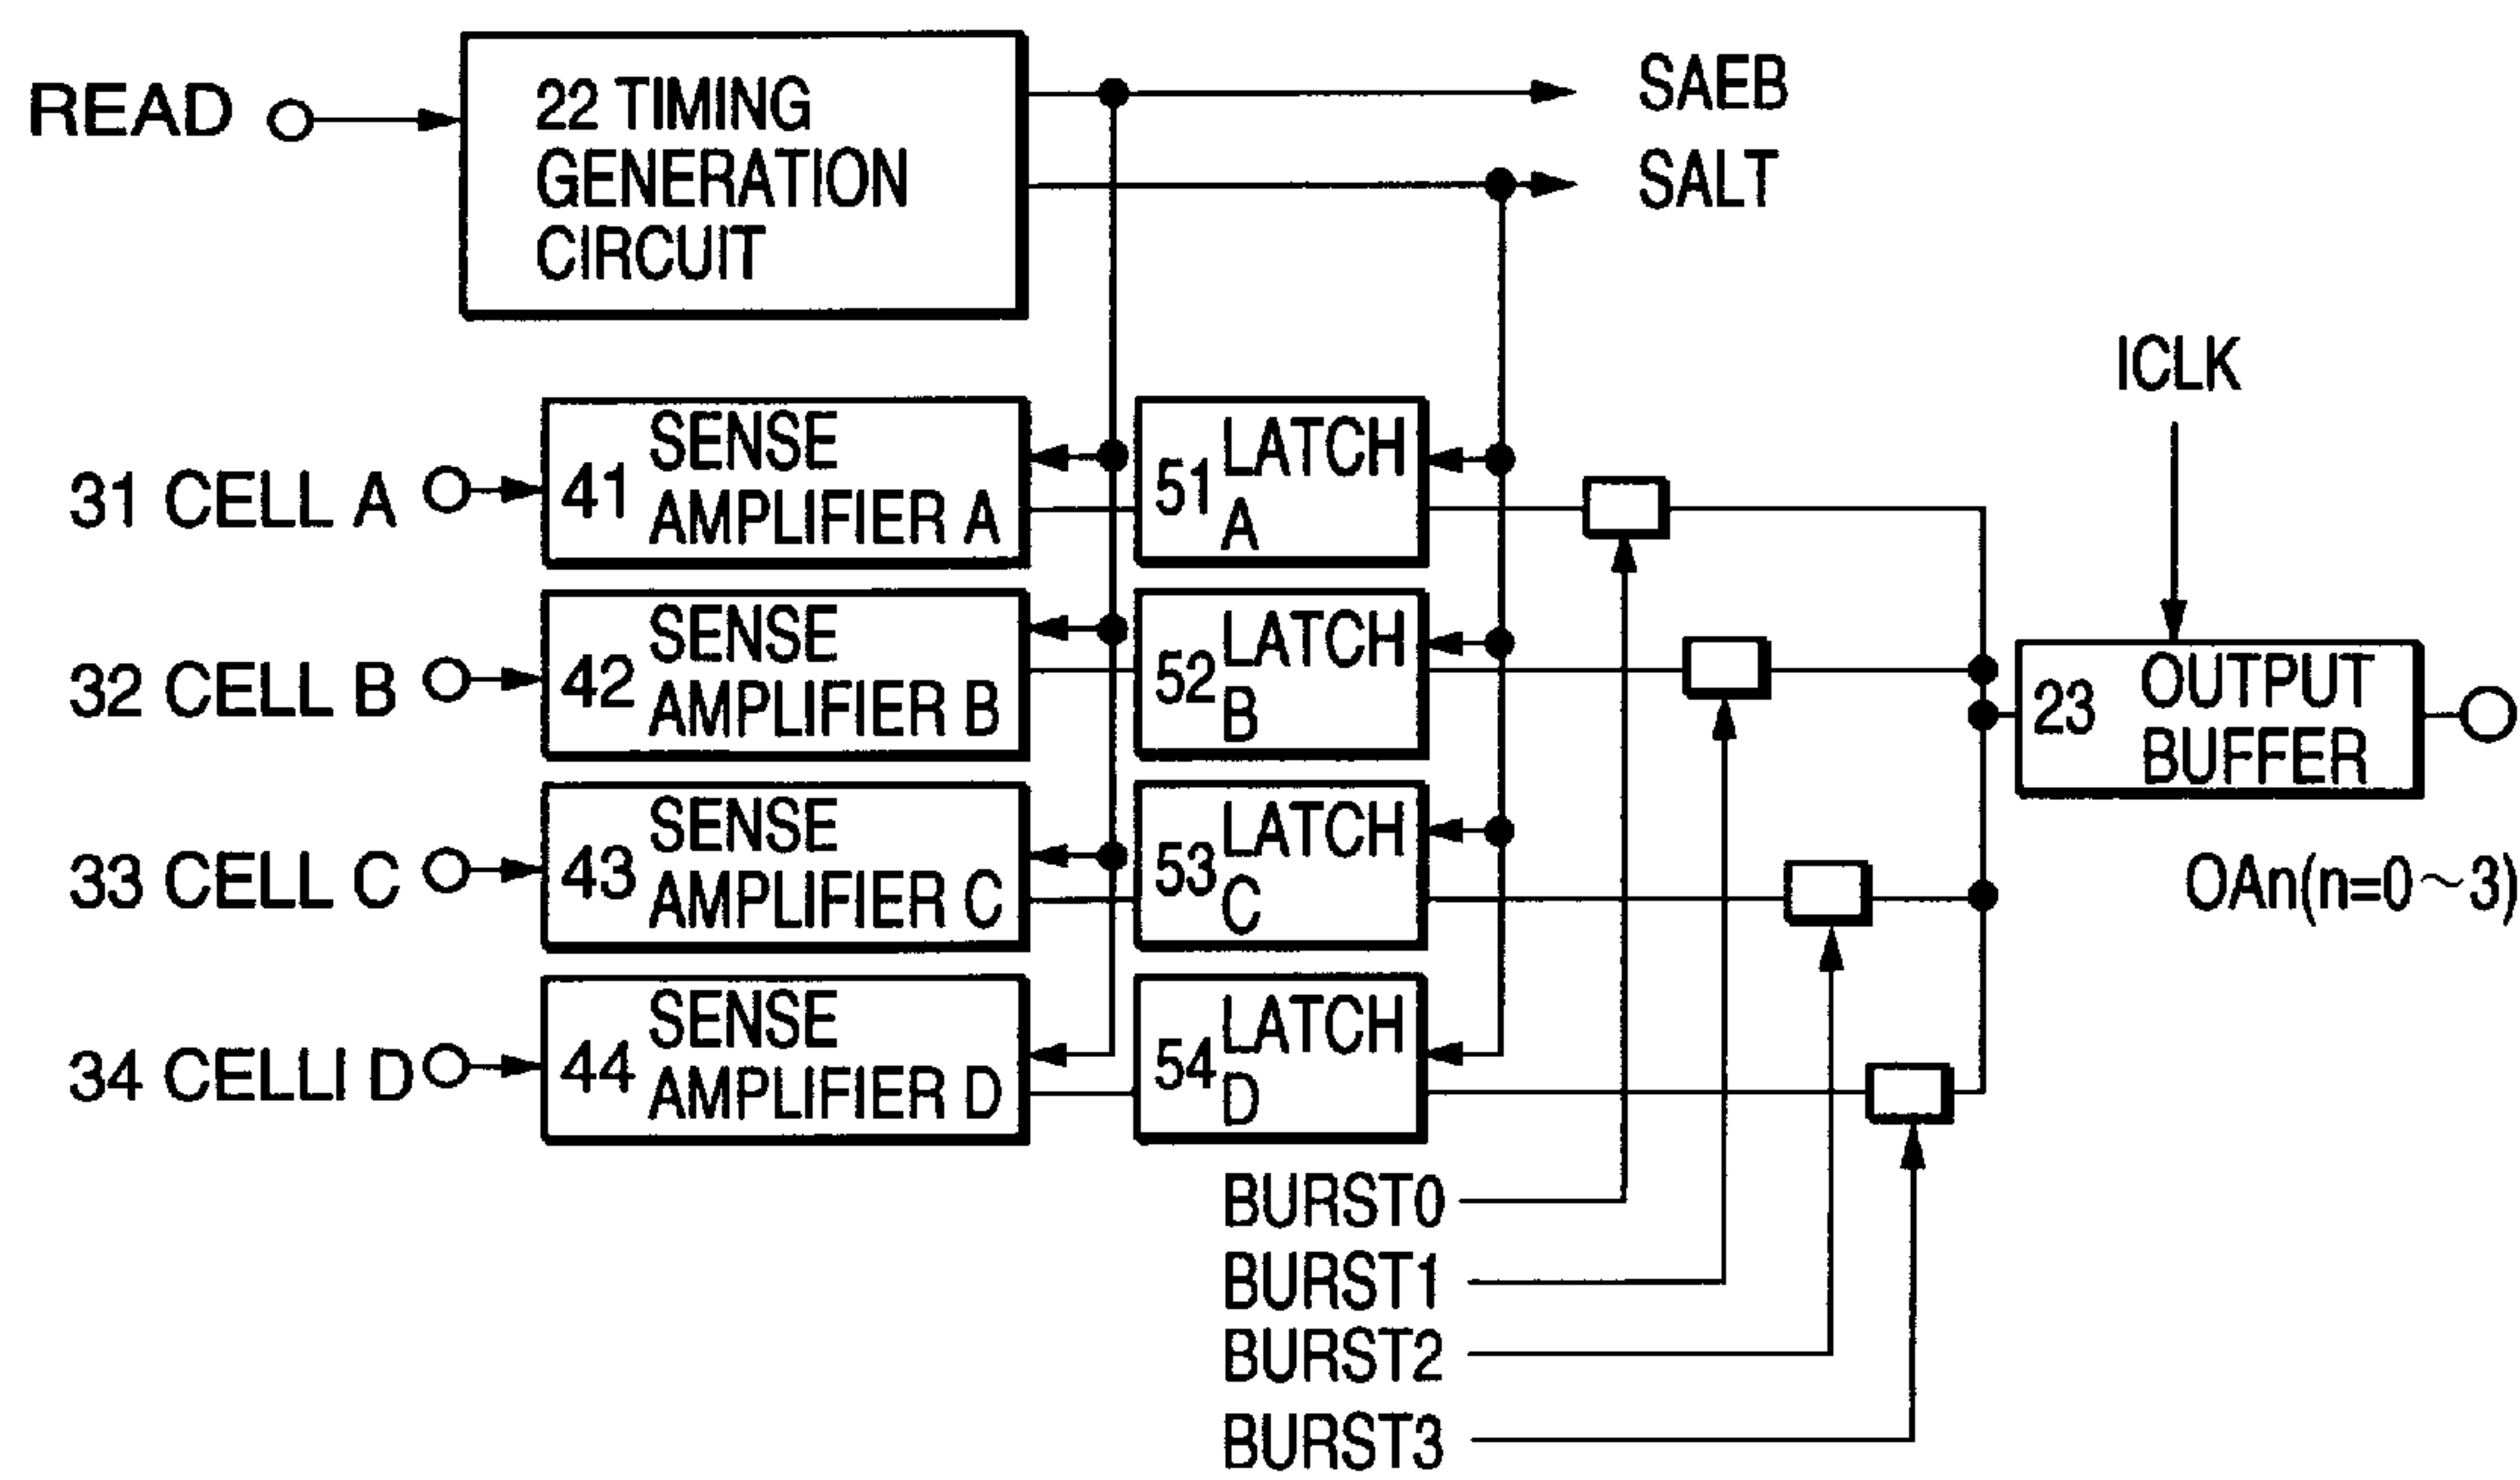 READ
22 TIMING
GENERATION
CIRCUIT
SAEB
SALT
ICLK
31 CELL A
41 SENSE
AMPLIFIER A
51 LATCH
A
32 CELL B
42 SENSE
AMPLIFIER B
52 LATCH
B
23 OUTPUT
BUFFER
33 CELL C
43 SENSE
AMPLIFIER C
53 LATCH
C
OAn(n=0～3)
34 CELLI D
44 SENSE
AMPLIFIER D
54 LATCH
D
BURST0
BURST1
BURST2
BURST3